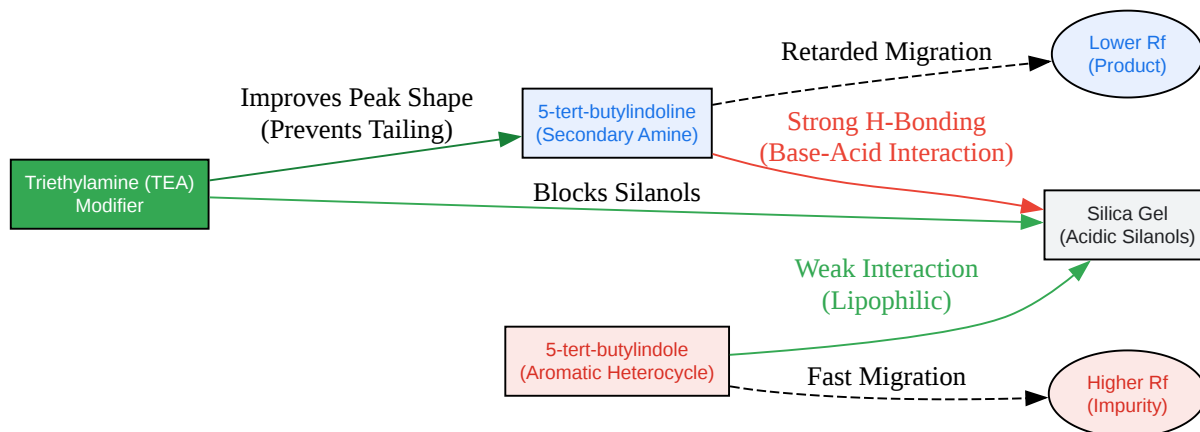 Lower Rf
(Product)
Retarded Migration
Improves Peak Shape
(Prevents Tailing)
5-tert-butylindoline
(Secondary Amine)
Strong H-Bonding
(Base-Acid Interaction)
Triethylamine (TEA)
Modifier
Blocks Silanols
Silica Gel
(Acidic Silanols)
Weak Interaction
(Lipophilic)
5-tert-butylindole
(Aromatic Heterocycle)
Fast Migration
Higher Rf
(Impurity)